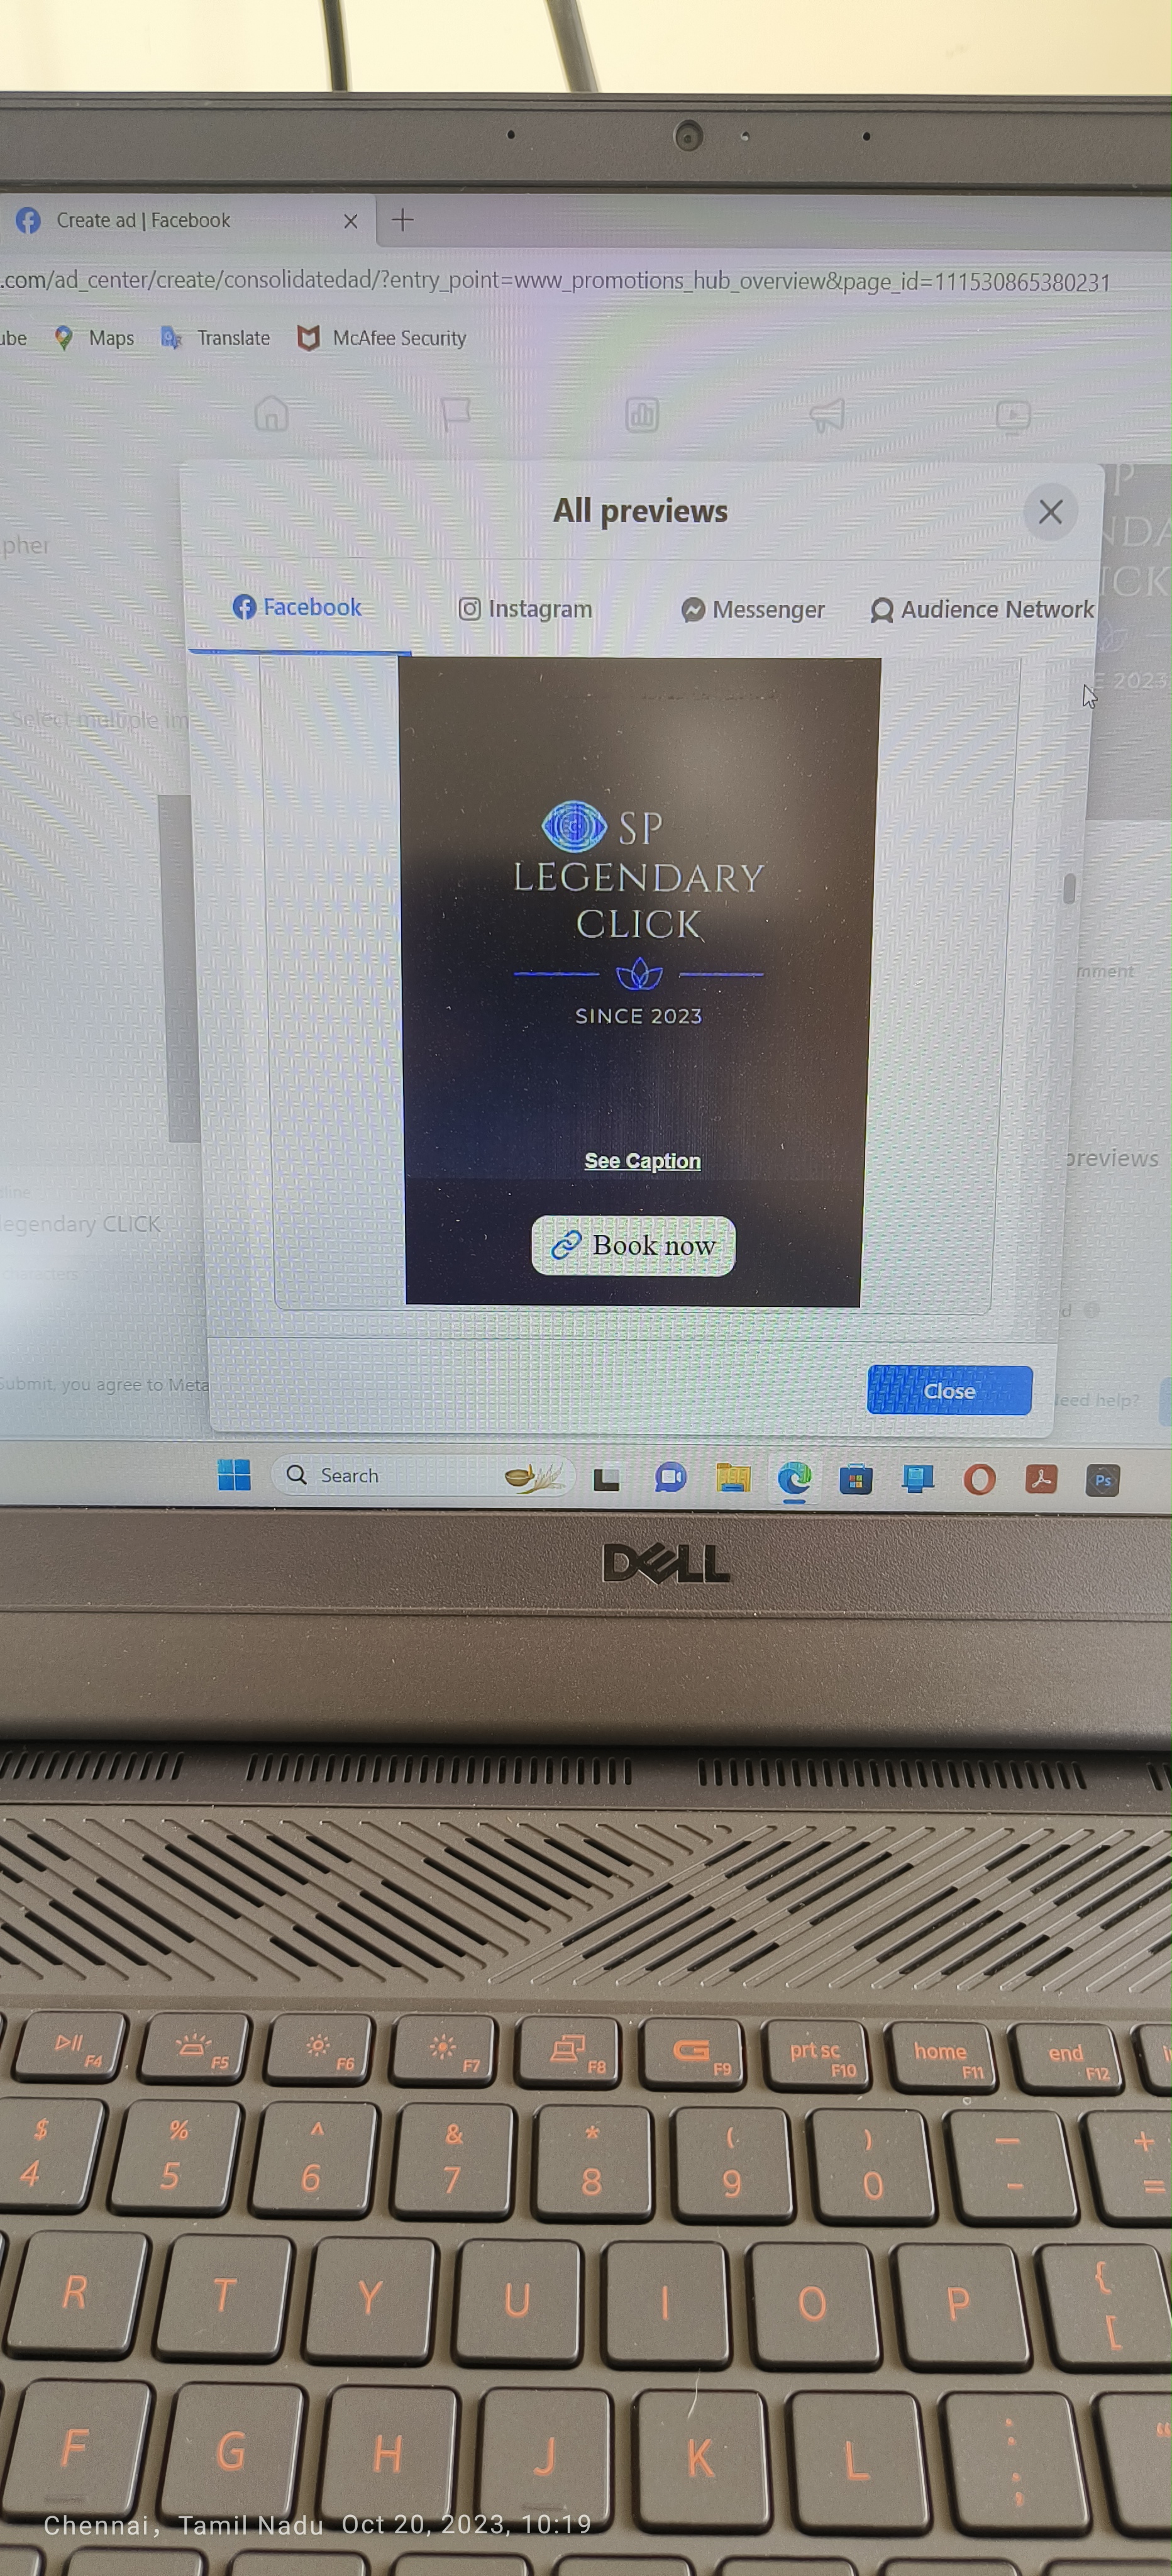 Create ad | Facebook
.com/ad_center/create/consolidatedad/?entry_point=www_promotions_hub_overview&page_id=111530865380231
ube Maps Translate McAfee Security
All previews
pher
Facebook Instagram Messenger Audience Network
E 2023
Select multiple im
SP
LEGENDARY
CLICK
SINCE 2023
mment
See Caption
previews
egendary CLICK
Book now
Submit, you agree to Meta
Close
eed help?
Search
Ps
DELL
F4 F5 F6 F7 F8 G F9 prt sc F10 home F11 end F12
$ % ^ & * ( ) — +
4 5 6 7 8 9 0 - =
R T Y U I O P { [
F G H J K L : ; “
Chennai, Tamil Nadu Oct 20, 2023, 10:19